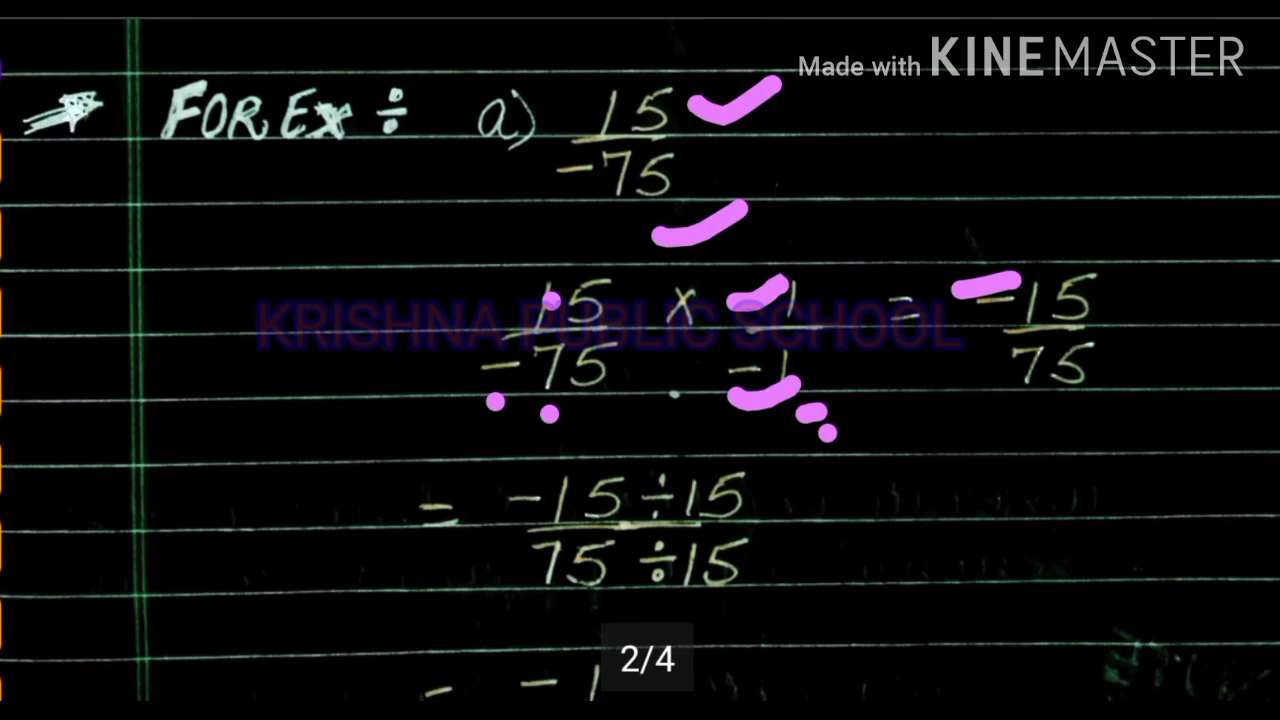 Made with KINEMASTER
FOR Ex ÷ a) 15
-75
15 × -1 = -15
KRISHNA PUBLIC SCHOOL
-75 -1 75
= -15÷15
75÷15
2/4
= -1